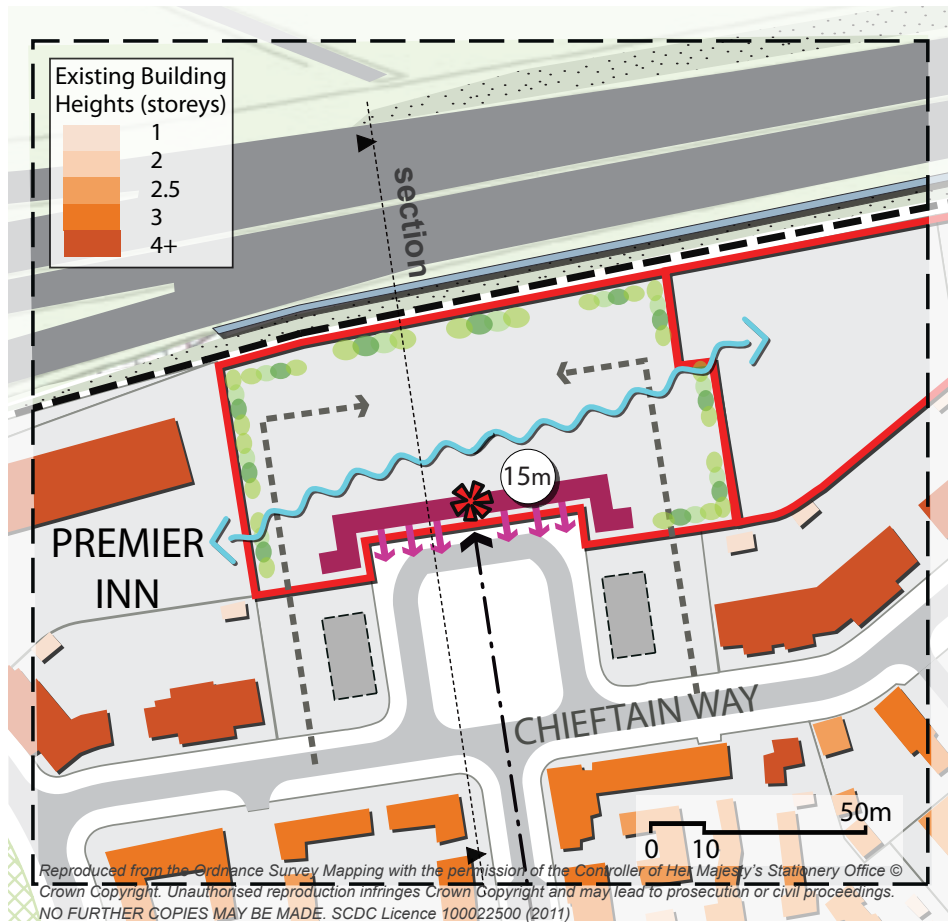 Existing Building
Heights (storeys)
1
2
2.5
3
4+
section
15m
PREMIER
INN
CHIEFTAIN WAY
50m
0 10
Reproduced from the Ordnance Survey Mapping with the permission of the Controller of Her Majesty's Stationery Office ©
Crown Copyright. Unauthorised reproduction infringes Crown Copyright and may lead to prosecution or civil proceedings.
NO FURTHER COPIES MAY BE MADE. SCDC Licence 100022500 (2011)